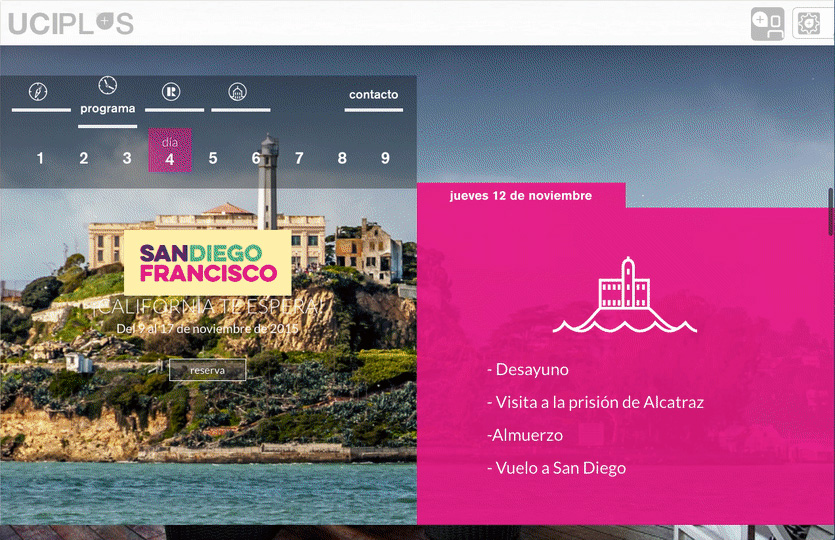 UCIPLUS
programa
contacto
día
1 2 3 4 5 6 7 8 9
SANDIEGO
FRANCISCO
¡CALIFORNIA TE ESPERA!
Del 9 al 17 de noviembre de 2015
reserva
jueves 12 de noviembre
- Desayuno
- Visita a la prisión de Alcatraz
-Almuerzo
- Vuelo a San Diego